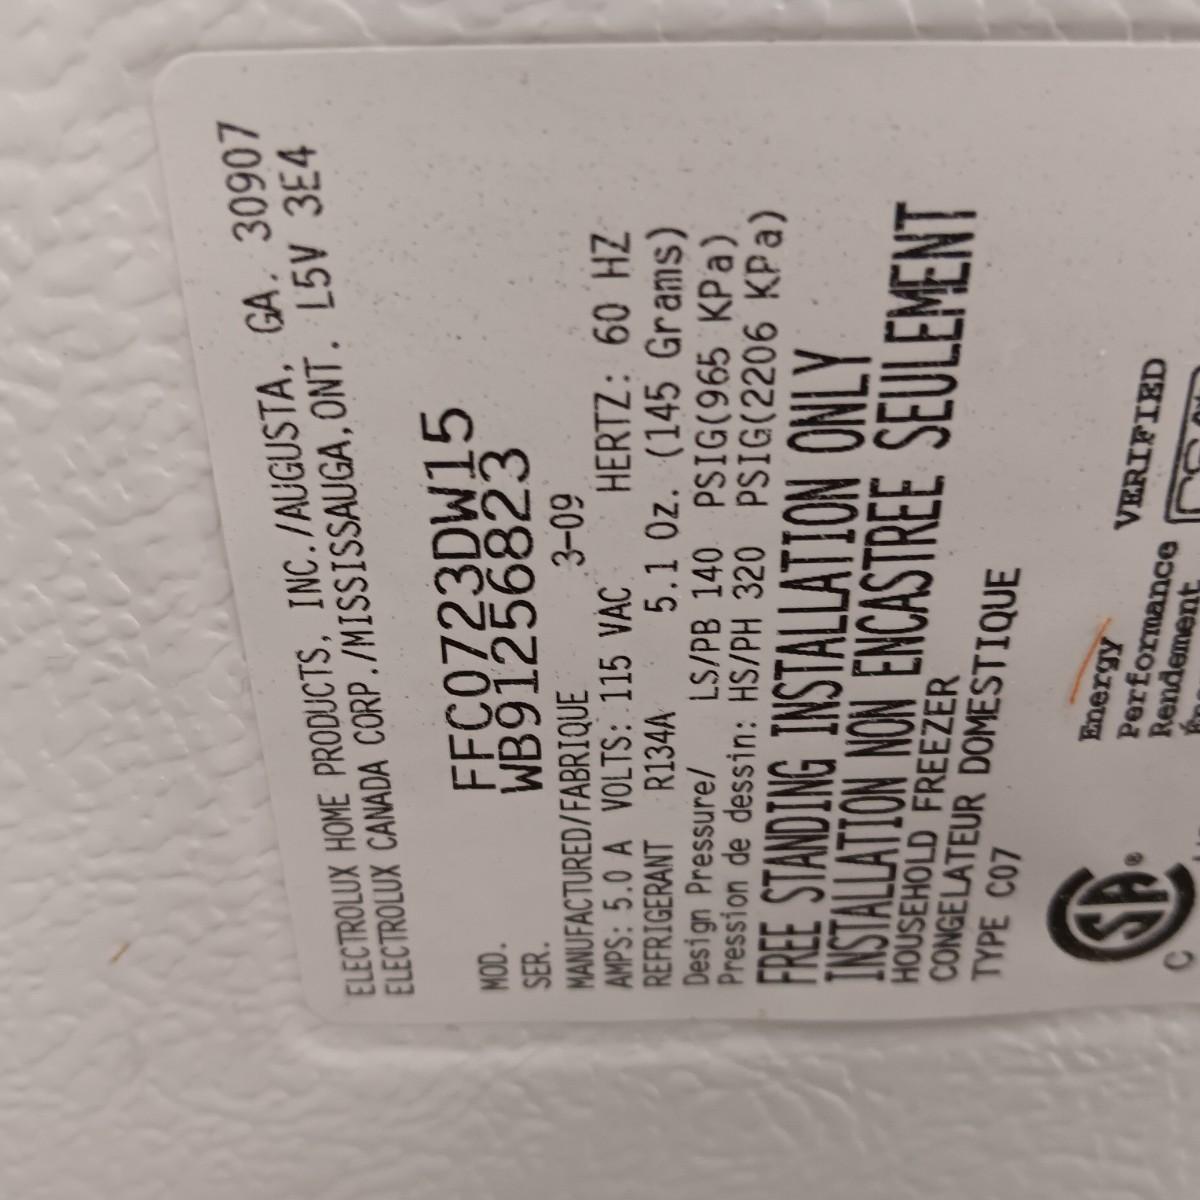 ELECTROLUX HOME PRODUCTS, INC./AUGUSTA, GA. 30907
ELECTROLUX CANADA CORP./MISSISSAUGA,ONT. L5V 3E4
MOD. FFC0723DW15
SER. WB91256823
MANUFACTURED/FABRIQUE 3-09
AMPS: 5.0 A VOLTS: 115 VAC HERTZ: 60 HZ
REFRIGERANT R134A 5.1 Oz. (145 Grams)
Design Pressure/ LS/PB 140 PSIG(965 KPa)
Pression de dessin: HS/PH 320 PSIG(2206 KPa)
FREE STANDING INSTALLATION ONLY
INSTALLATION NON ENCASTREE SEULEMENT
HOUSEHOLD FREEZER
CONGELATEUR DOMESTIQUE
TYPE C07
Energy VERIFIED
Performance
Rendement
C SA ®